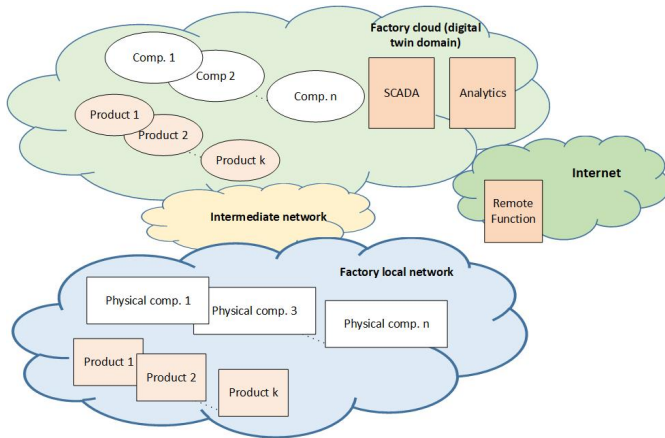 Factory cloud (digital
twin domain)
Comp. 1
Comp 2
Comp. n
SCADA
Analytics
Product 1
Product 2
Product k
Internet
Remote
Function
Intermediate network
Factory local network
Physical comp. 1
Physical comp. 3
Physical comp. n
Product 1
Product 2
Product k